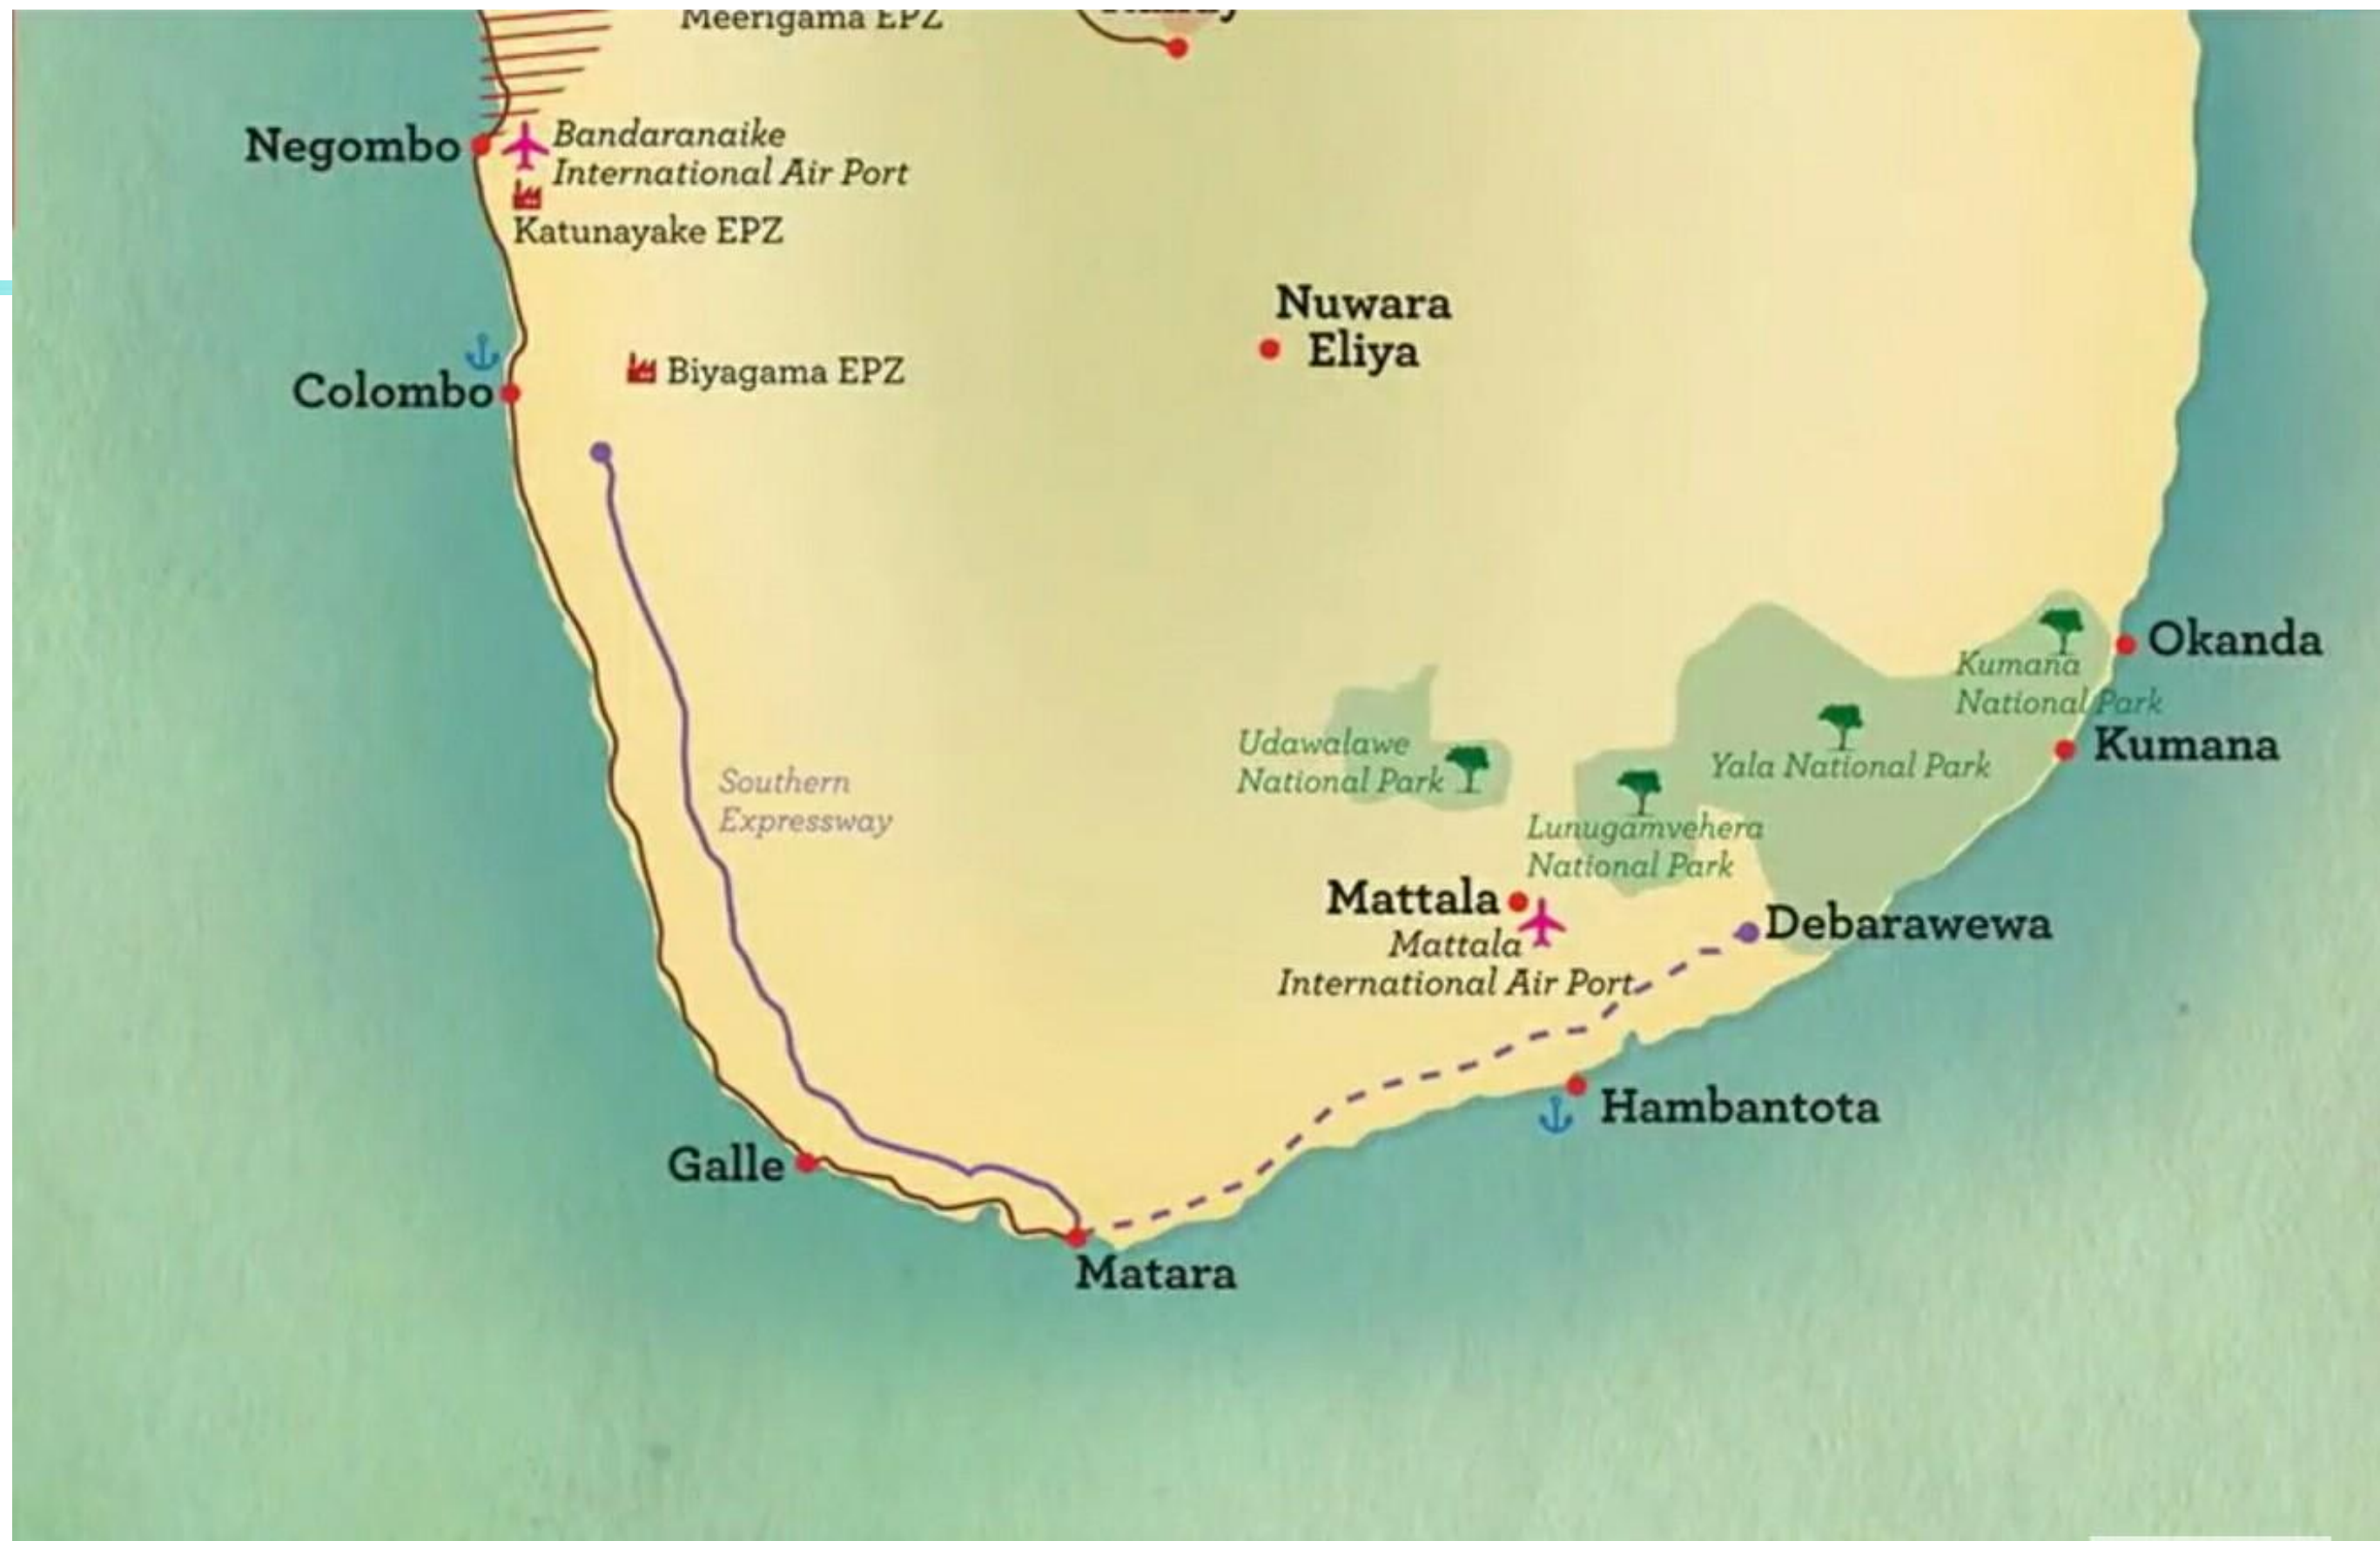 Meerigama EPZ
Negombo
Bandaranaike
International Air Port
Katunayake EPZ
Nuwara
Eliya
Colombo
Biyagama EPZ
Okanda
Kumana
National Park
Kumana
Udawalawe
National Park
Yala National Park
Southern
Expressway
Lunugamvehera
National Park
Mattala
Mattala
International Air Port
Debarawewa
Hambantota
Galle
Matara